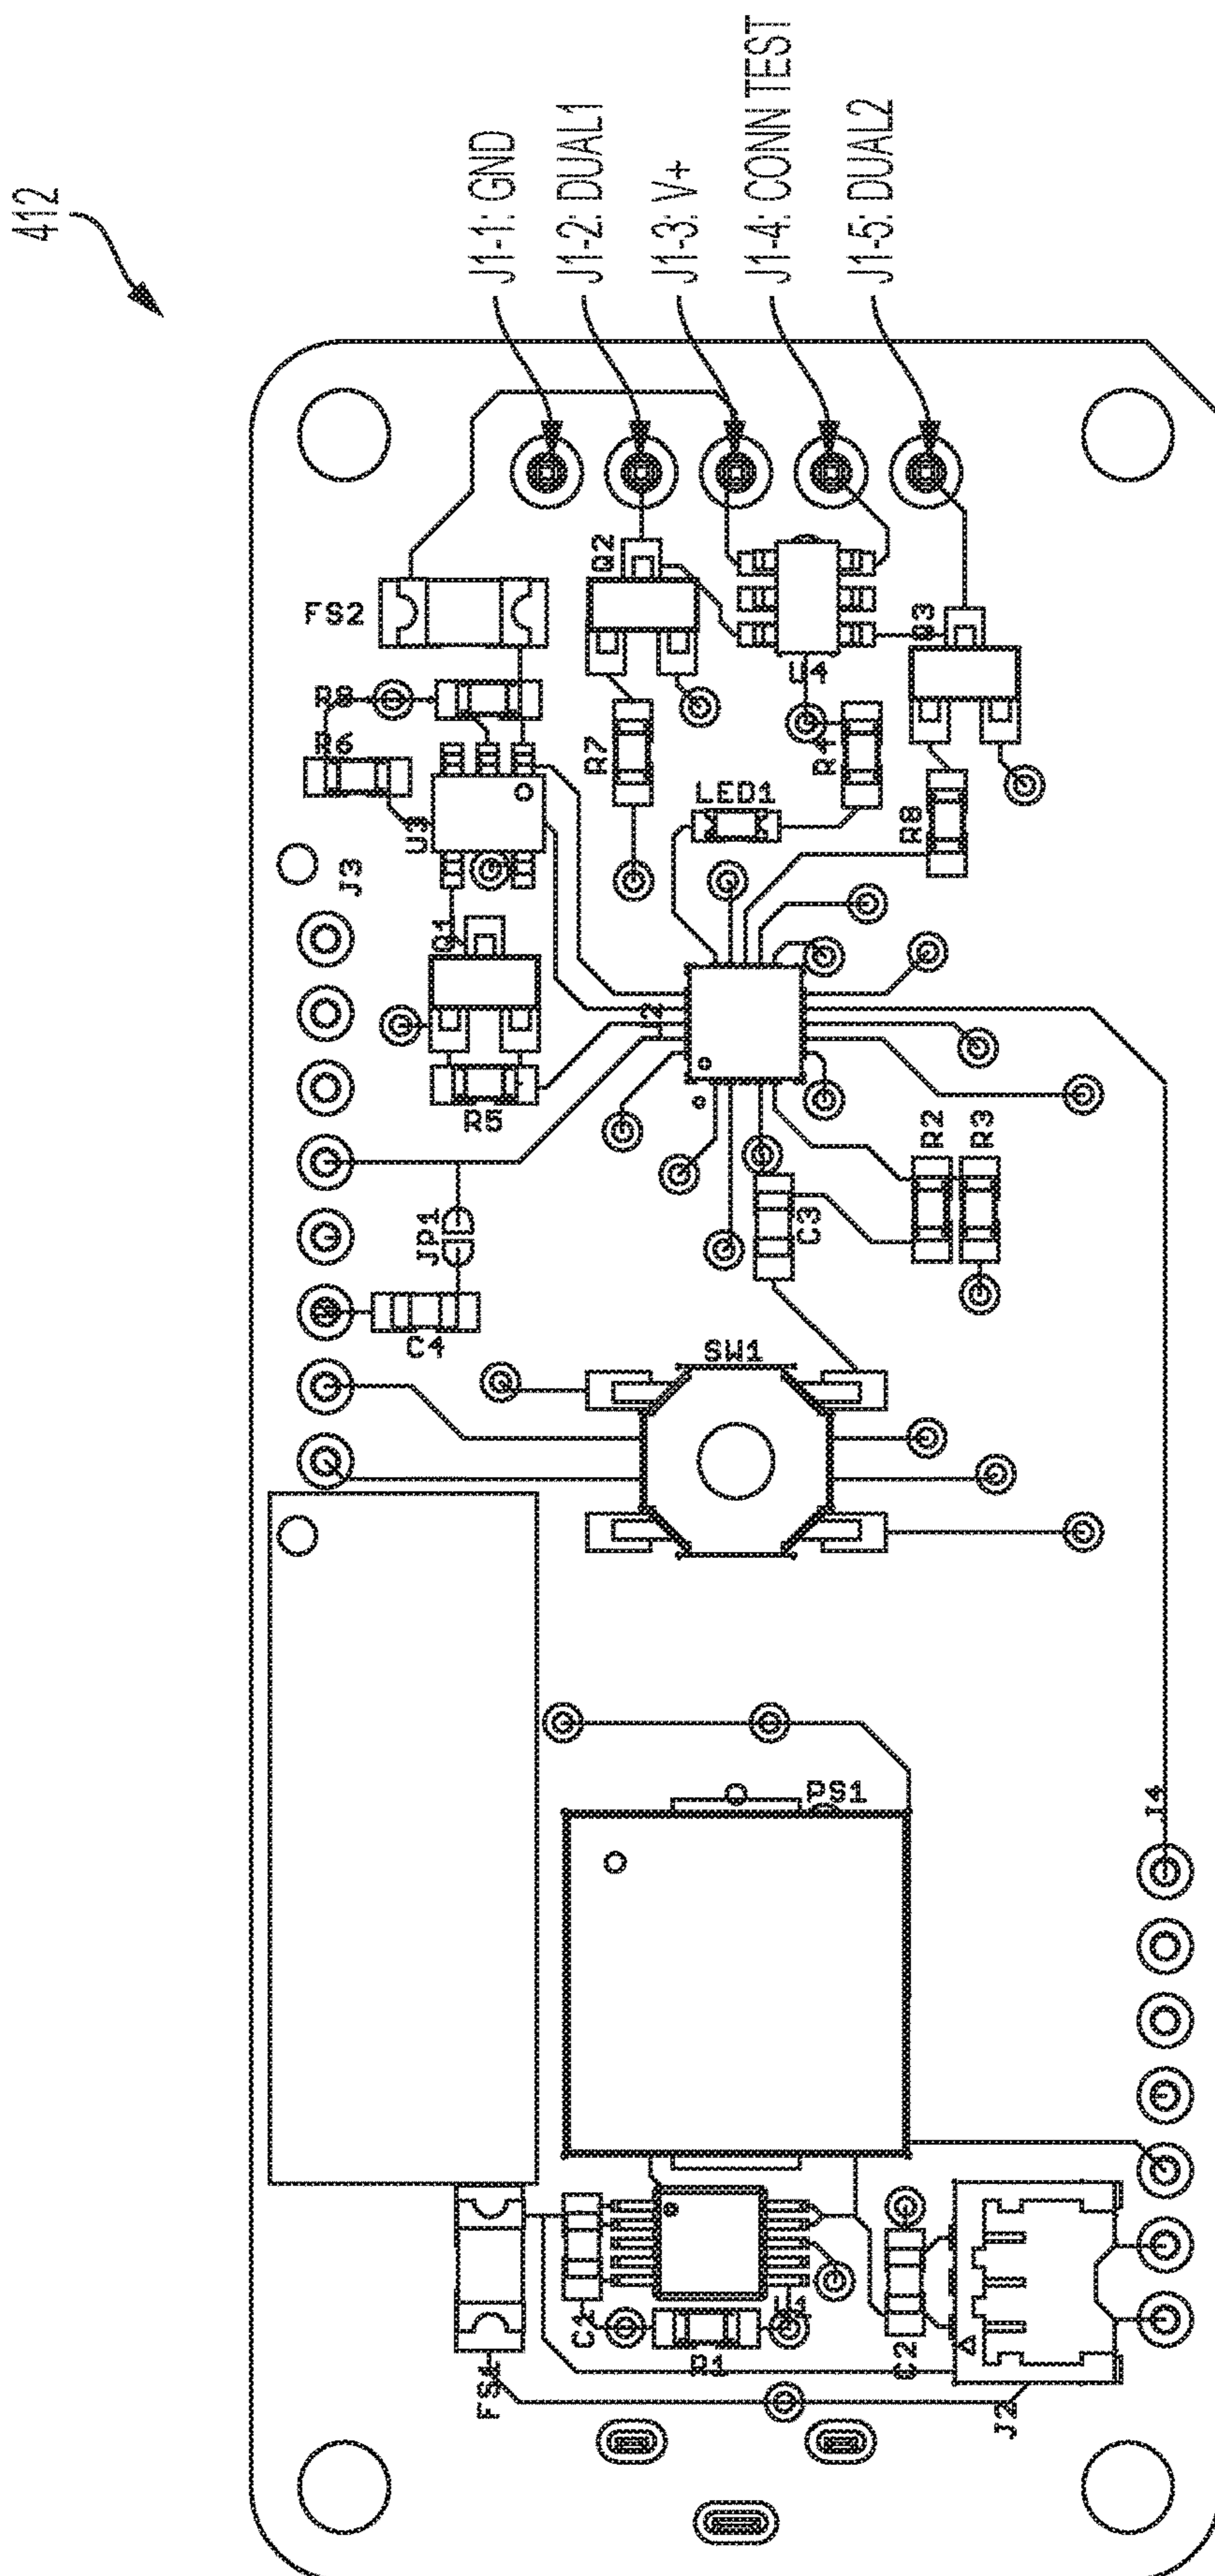 412
J1-1: GND
J1-2: DUAL1
J1-3: V+
J1-4: CONN TEST
J1-5: DUAL2
FS2
Q2
Q3
U4
R8
R6
R7
R4
LED1
R8
U3
J3
Q1
R5
R2
R3
C3
JP1
C4
SW1
PS1
J4
C1
U1
R1
C2
FS1
J2